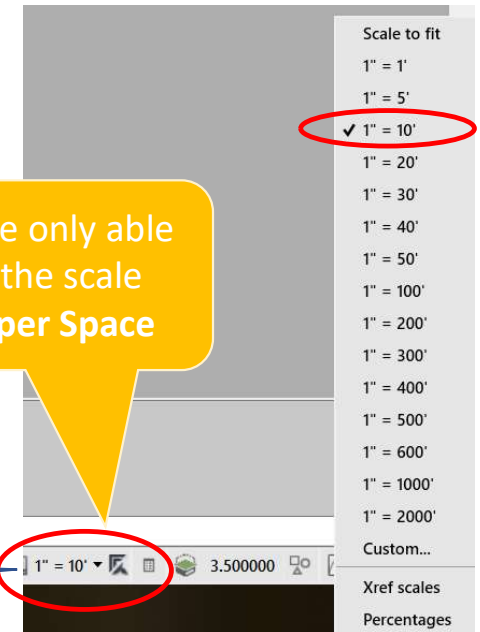 Scale to fit
1" = 1'
1" = 5'
✓ 1" = 10'
1" = 20'
1" = 30'
1" = 40'
1" = 50'
1" = 100'
1" = 200'
1" = 300'
1" = 400'
1" = 500'
1" = 600'
1" = 1000'
1" = 2000'
Custom...
Xref scales
Percentages
e only able
the scale
per Space
1" = 10'
3.500000